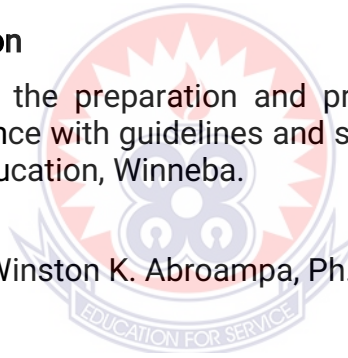 on
the preparation and pr
nce with guidelines and s
ucation, Winneba.
Winston K. Abroampa, Ph.
EDUCATION FOR SERVICE